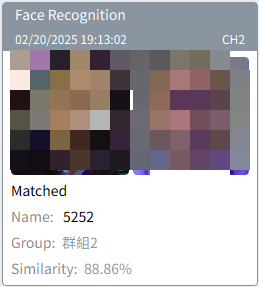 Face Recognition
02/20/2025 19:13:02 CH2
Matched
Name: 5252
Group: 群組2
Similarity: 88.86%